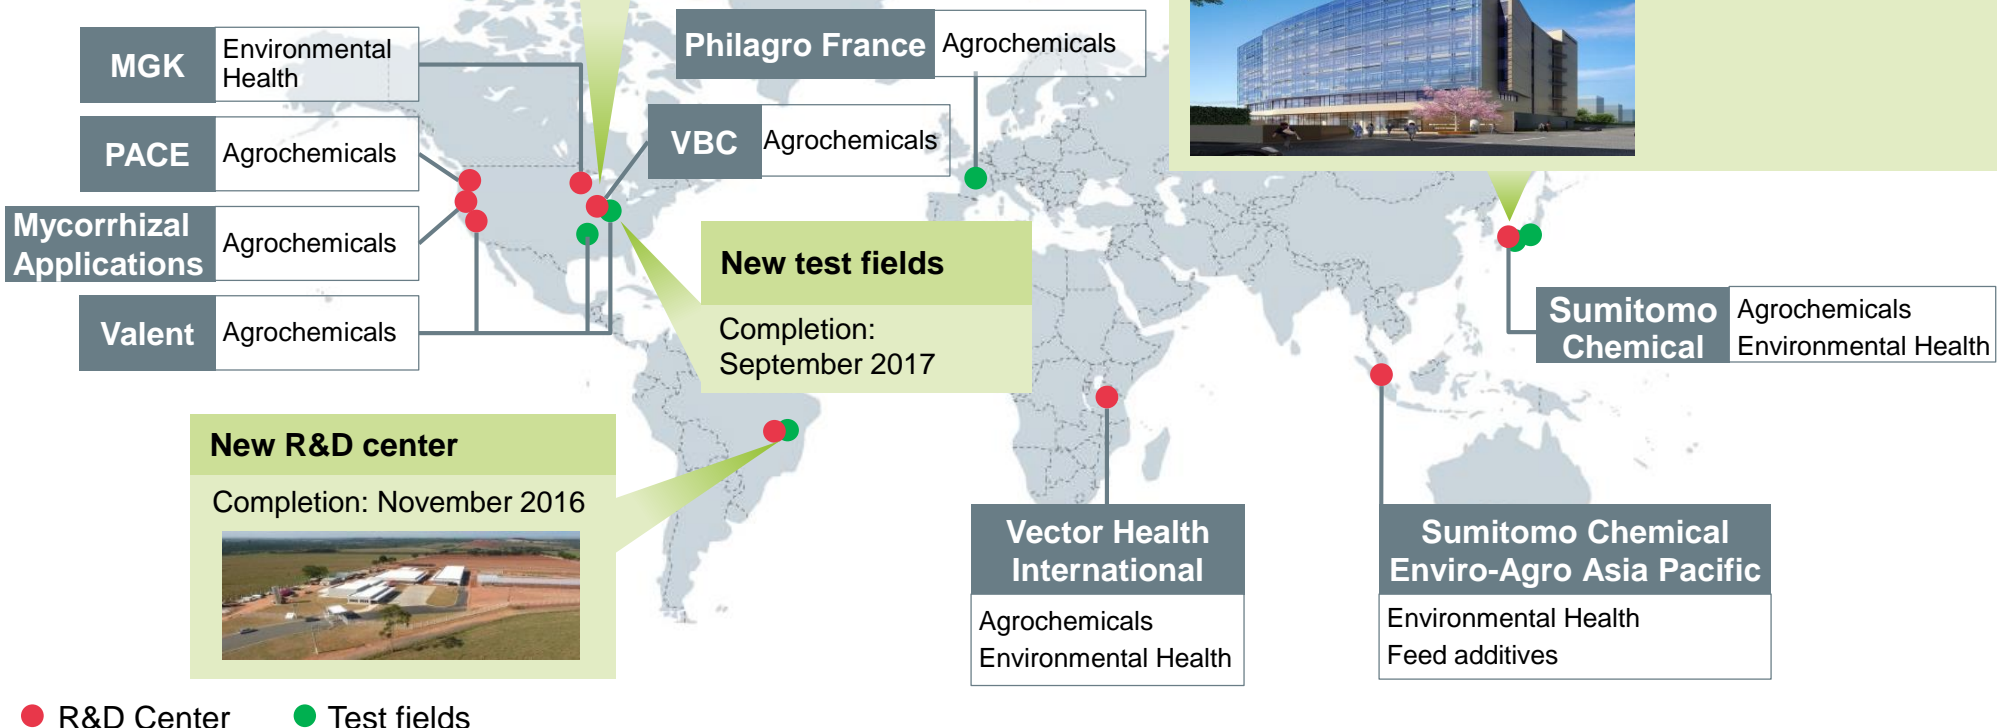 MGK
Environmental
Health
PACE
Agrochemicals
Mycorrhizal
Applications
Agrochemicals
Valent
Agrochemicals
Philagro France
Agrochemicals
VBC
Agrochemicals
New test fields
Completion:
September 2017
New R&D center
Completion: November 2016
Sumitomo
Chemical
Agrochemicals
Environmental Health
Vector Health
International
Agrochemicals
Environmental Health
Sumitomo Chemical
Enviro-Agro Asia Pacific
Environmental Health
Feed additives
R&D Center
Test fields